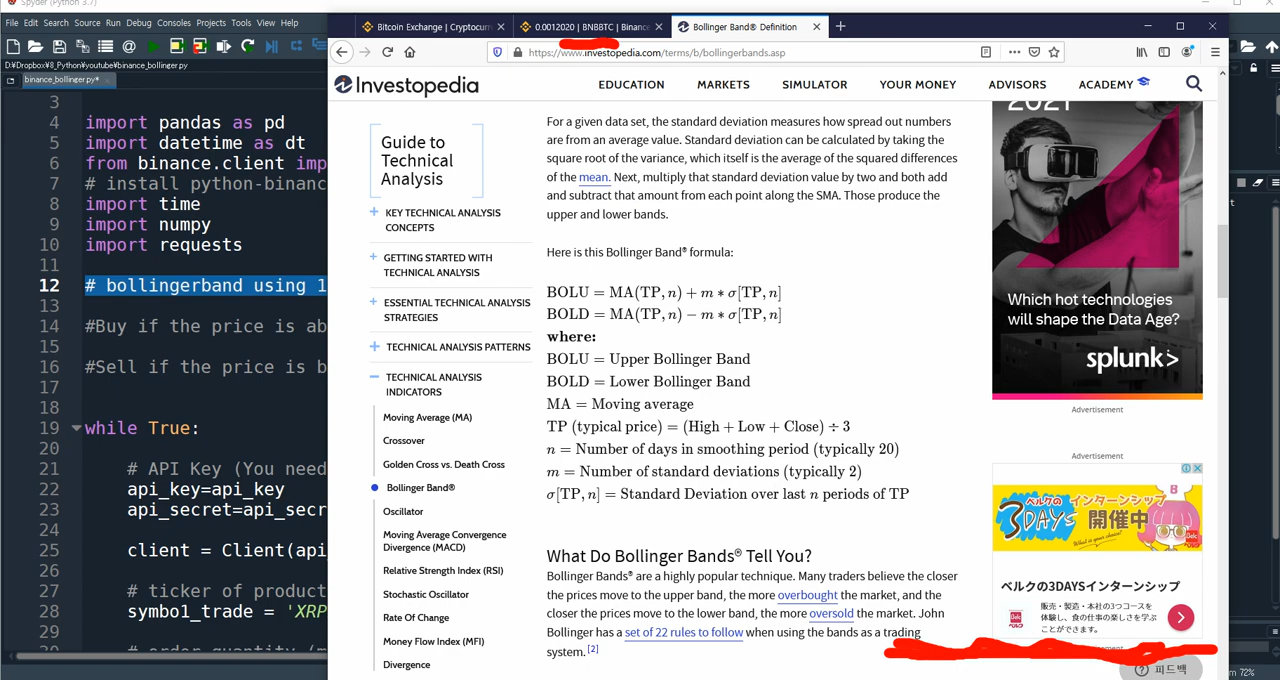 Spyder (Python 3.7)
File Edit Search Source Run Debug Consoles Projects Tools View Help
D:¥Dropbox¥8_Python¥youtube¥binance_bollinger.py
binance_bollinger.py*
3
4 import pandas as pd
5 import datetime as dt
6 from binance.client imp
7 # install python-binanc
8 import time
9 import numpy
10 import requests
11
12 # bollingerband using 1
13
14 #Buy if the price is ab
15
16 #Sell if the price is b
17
18
19 while True:
20
21 # API Key (You need
22 api_key=api_key
23 api_secret=api_secr
24
25 client = Client(api
26
27 # ticker of product
28 symbol_trade = 'XRP
29
Bitcoin Exchange | Cryptocurr
0.0012020 | BNBBTC | Binance
Bollinger Band® Definition
https://www.investopedia.com/terms/b/bollingerbands.asp
Investopedia
EDUCATION MARKETS SIMULATOR YOUR MONEY ADVISORS ACADEMY
Guide to
Technical
Analysis
KEY TECHNICAL ANALYSIS
CONCEPTS
GETTING STARTED WITH
TECHNICAL ANALYSIS
ESSENTIAL TECHNICAL ANALYSIS
STRATEGIES
TECHNICAL ANALYSIS PATTERNS
TECHNICAL ANALYSIS
INDICATORS
Moving Average (MA)
Crossover
Golden Cross vs. Death Cross
Bollinger Band®
Oscillator
Moving Average Convergence
Divergence (MACD)
Relative Strength Index (RSI)
Stochastic Oscillator
Rate Of Change
Money Flow Index (MFI)
Divergence
For a given data set, the standard deviation measures how spread out numbers
are from an average value. Standard deviation can be calculated by taking the
square root of the variance, which itself is the average of the squared differences
of the mean. Next, multiply that standard deviation value by two and both add
and subtract that amount from each point along the SMA. Those produce the
upper and lower bands.
Here is this Bollinger Band® formula:
BOLU = MA(TP, n) + m ∗ σ[TP, n]
BOLD = MA(TP, n) − m ∗ σ[TP, n]
where:
BOLU = Upper Bollinger Band
BOLD = Lower Bollinger Band
MA = Moving average
TP (typical price) = (High + Low + Close) ÷ 3
n = Number of days in smoothing period (typically 20)
m = Number of standard deviations (typically 2)
σ[TP, n] = Standard Deviation over last n periods of TP
What Do Bollinger Bands® Tell You?
Bollinger Bands® are a highly popular technique. Many traders believe the closer
the prices move to the upper band, the more overbought the market, and the
closer the prices move to the lower band, the more oversold the market. John
Bollinger has a set of 22 rules to follow when using the bands as a trading
system. [2]
2021
Which hot technologies
will shape the Data Age?
splunk>
Advertisement
Advertisement
ベルクの
3DAYS
インターンシップ
開催中
Belc
ベルクの3DAYSインターンシップ
販売・製造・本社の3つコースを
体験し、食の仕事の楽しさを学ぶ
ことができます。
피드백
72%